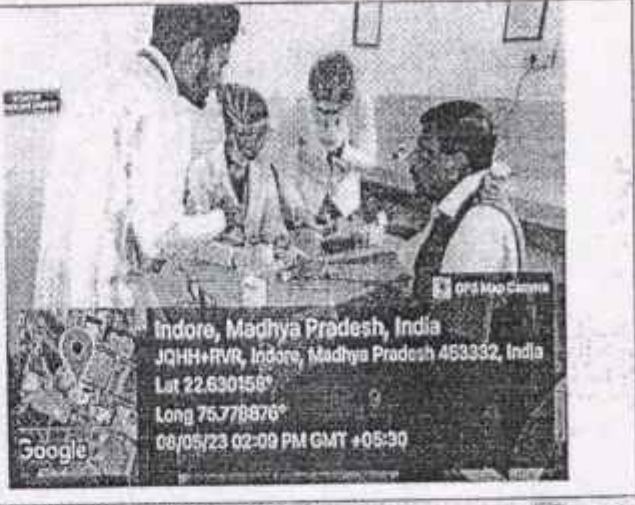 GPS Map Camera
Indore, Madhya Pradesh, India
JQHH+RVR, Indore, Madhya Pradesh 453332, India
Lat 22.630158°
Long 75.778876°
08/05/23 02:09 PM GMT +05:30
Google